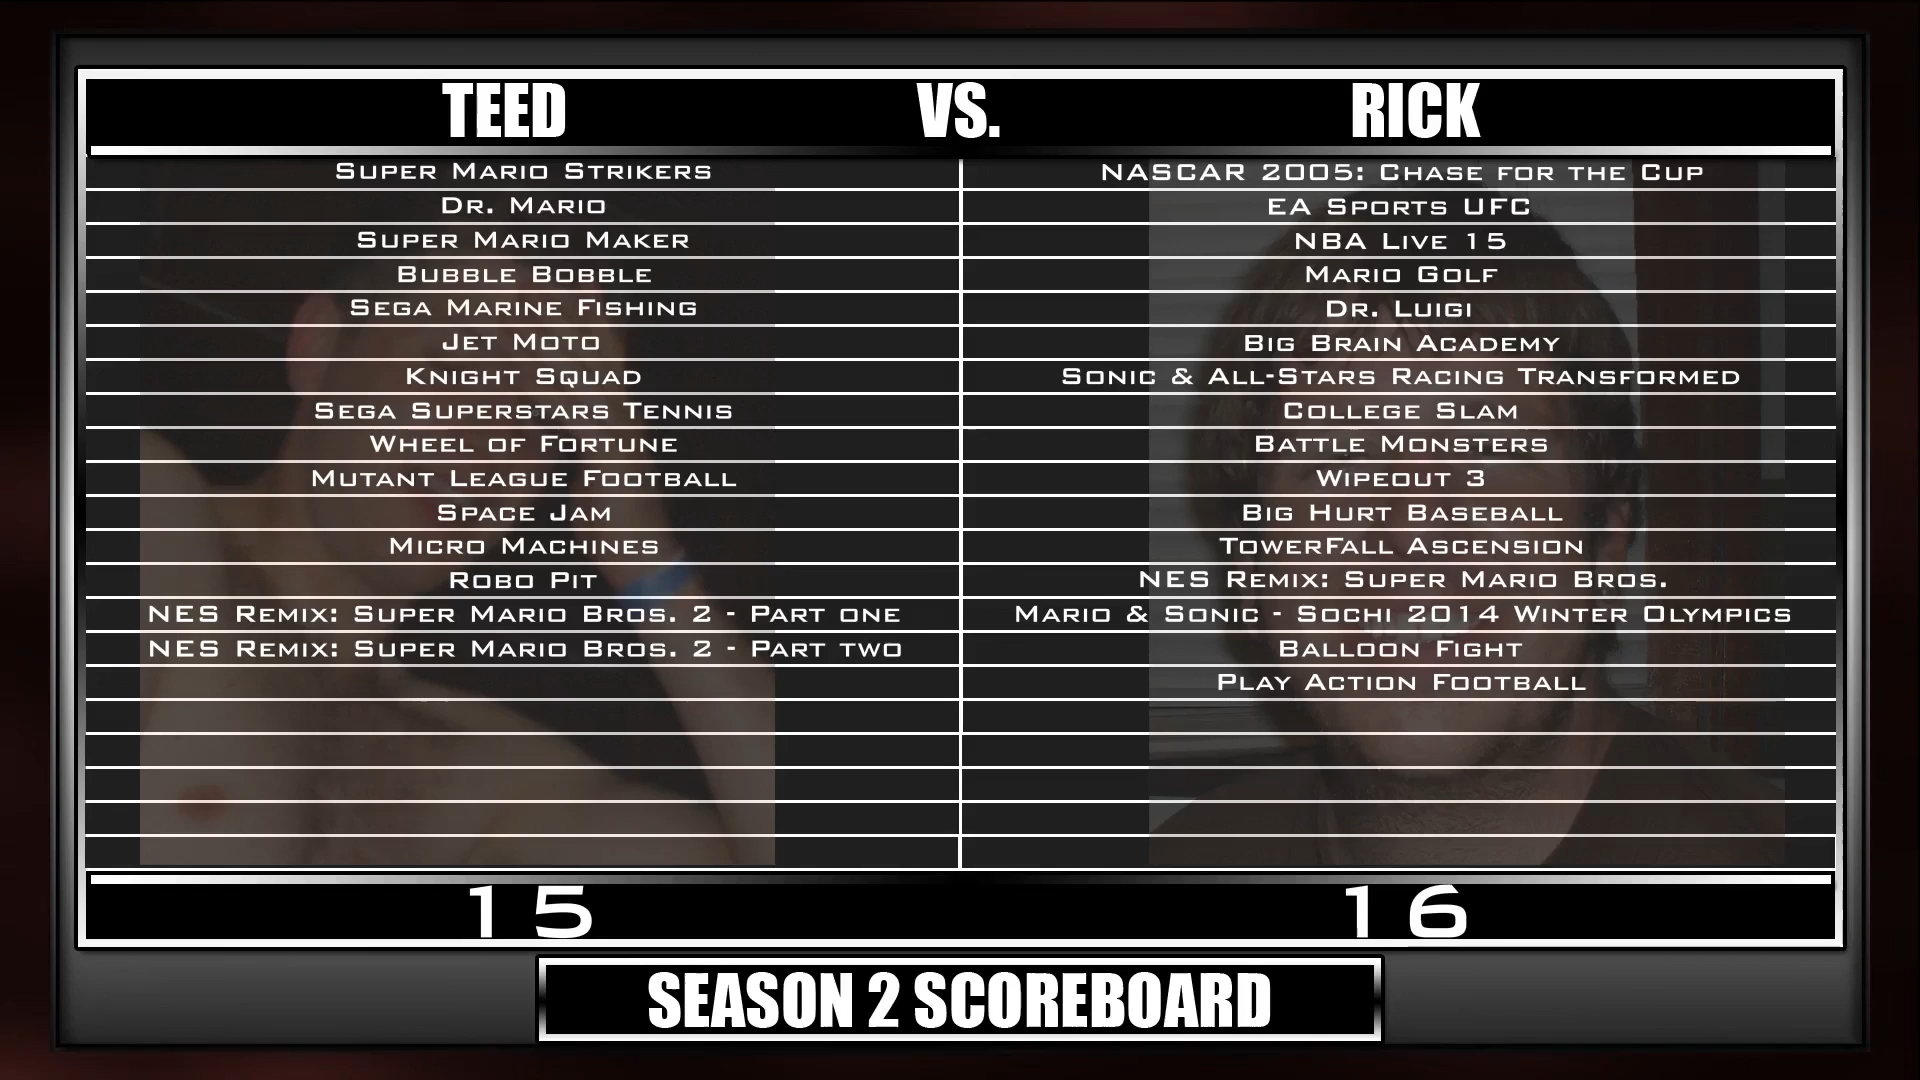 TEED VS. RICK
Super Mario Strikers NASCAR 2005: Chase for the Cup
Dr. Mario EA Sports UFC
Super Mario Maker NBA Live 15
Bubble Bobble Mario Golf
Sega Marine Fishing Dr. Luigi
Jet Moto Big Brain Academy
Knight Squad Sonic & All-Stars Racing Transformed
Sega Superstars Tennis College Slam
Wheel of Fortune Battle Monsters
Mutant League Football Wipeout 3
Space Jam Big Hurt Baseball
Micro Machines TowerFall Ascension
Robo Pit NES Remix: Super Mario Bros.
NES Remix: Super Mario Bros. 2 - Part one Mario & Sonic - Sochi 2014 Winter Olympics
NES Remix: Super Mario Bros. 2 - Part two Balloon Fight
Play Action Football
15 16
SEASON 2 SCOREBOARD